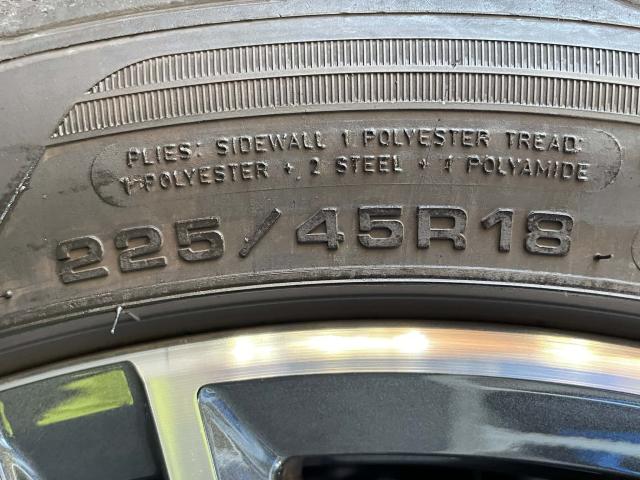 PLIES: SIDEWALL 1 POLYESTER TREAD:
1 POLYESTER + 2 STEEL + 1 POLYAMIDE
225/45R18